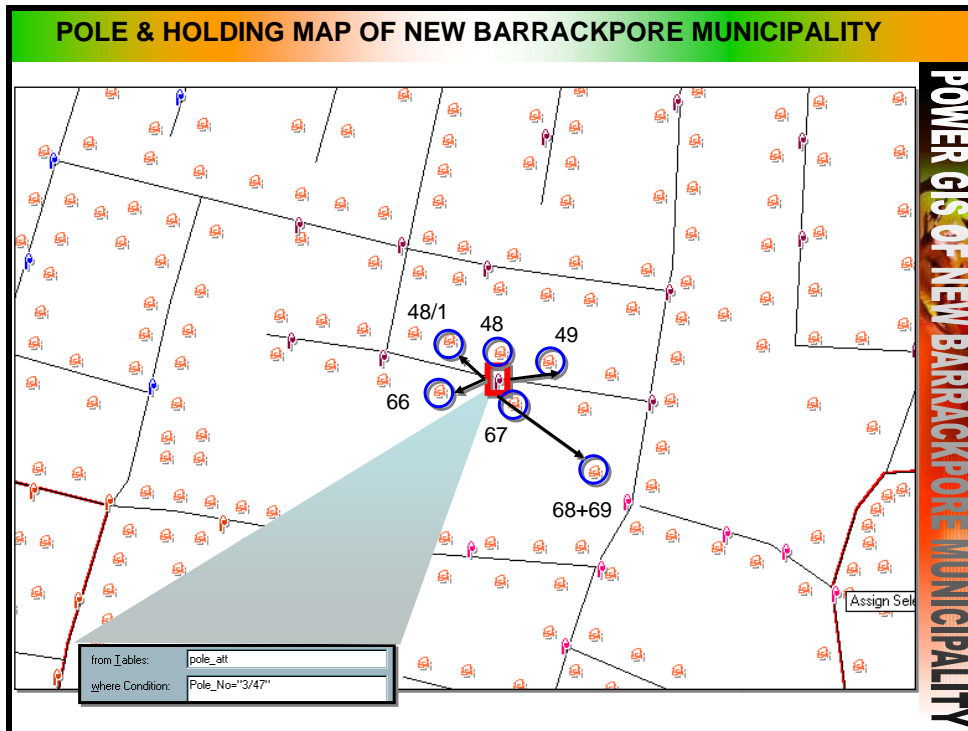 POLE & HOLDING MAP OF NEW BARRACKPORE MUNICIPALITY
POWER GIS OF NEW BARRACKPORE MUNICIPALITY
48/1
48
49
66
67
68+69
Assign Sele
from Tables: pole_att
where Condition: Pole_No="3/47"